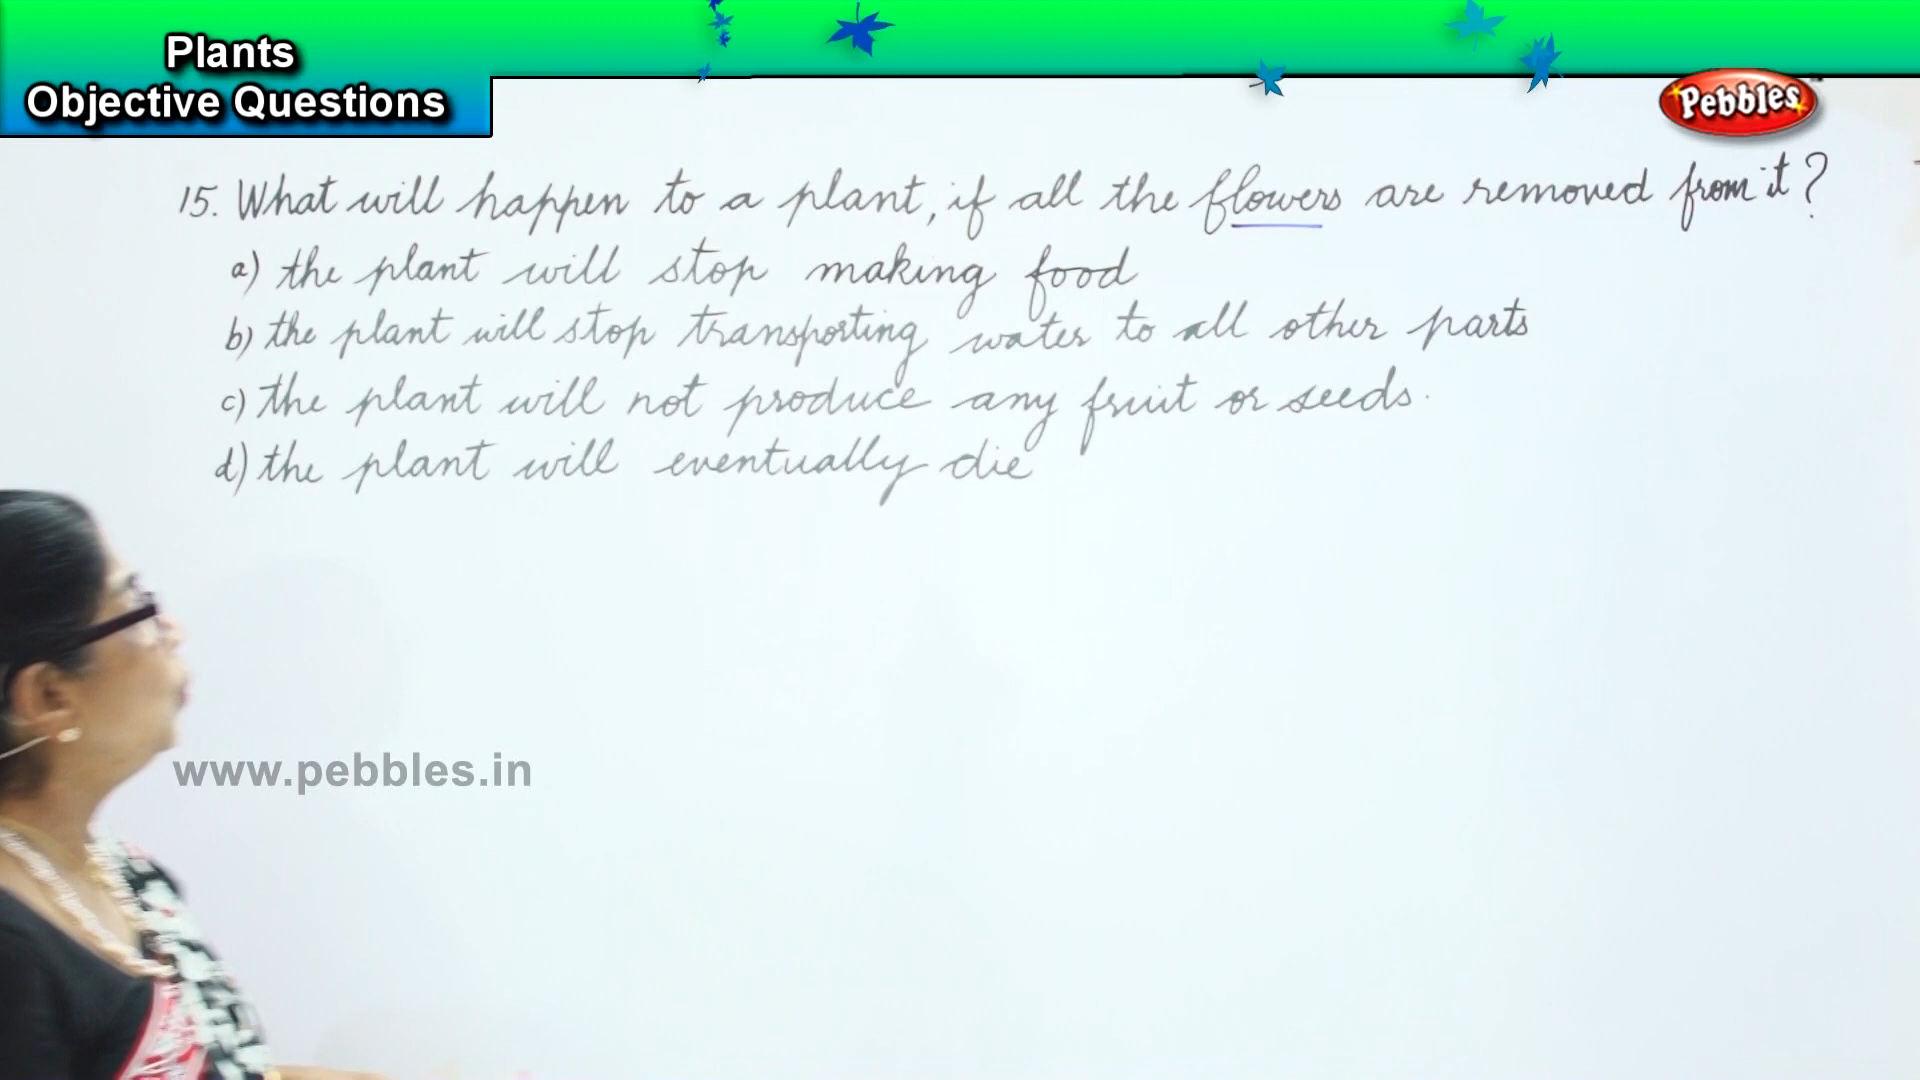 Plants
Objective Questions
Pebbles
15. What will happen to a plant, if all the flowers are removed from it?
a) the plant will stop making food
b) the plant will stop transporting water to all other parts
c) the plant will not produce any fruit or seeds.
d) the plant will eventually die
www.pebbles.in